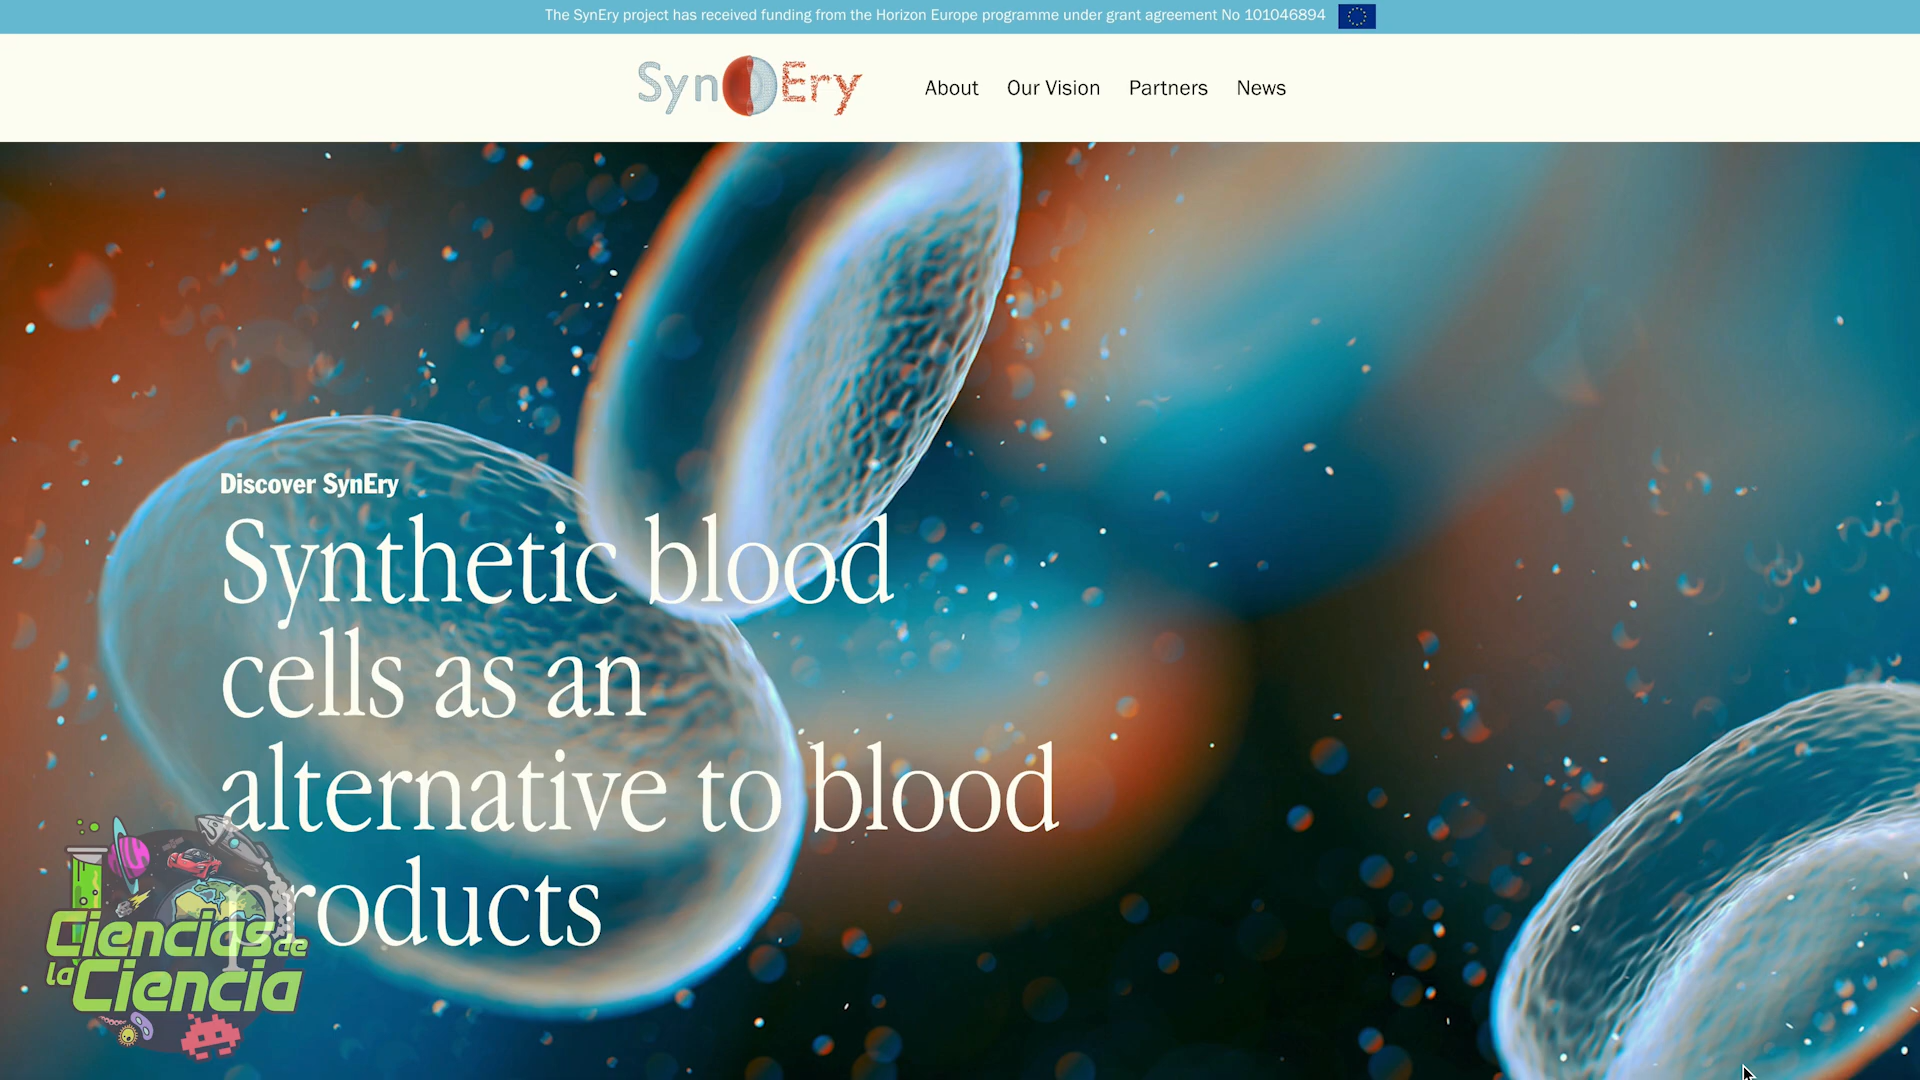 The SynEry project has received funding from the Horizon Europe programme under grant agreement No 101046894
SynEry
About Our Vision Partners News
Discover SynEry
Synthetic blood
cells as an
alternative to blood
products
Ciencias de
la Ciencia